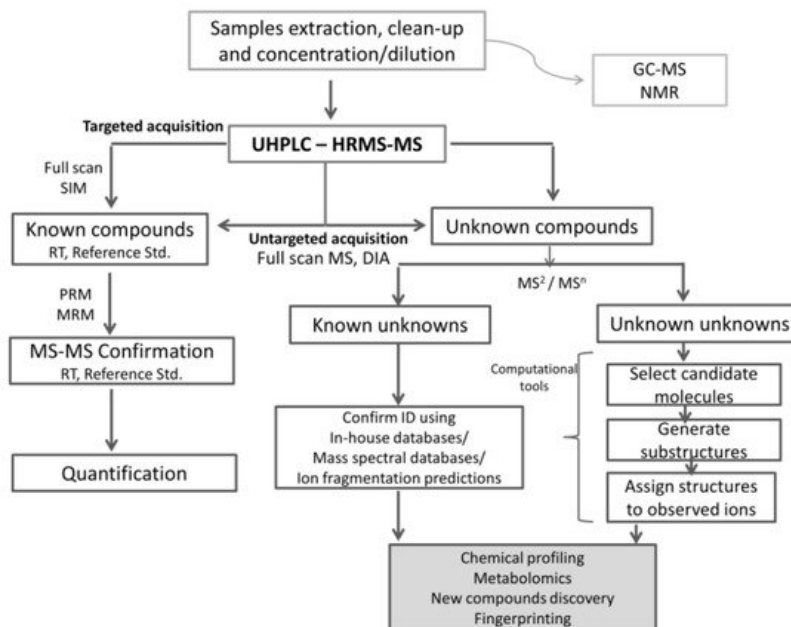 Samples extraction, clean-up
and concentration/dilution
GC-MS
NMR
Targeted acquisition
UHPLC – HRMS-MS
Full scan
SIM
Known compounds
RT, Reference Std.
Untargeted acquisition
Full scan MS, DIA
Unknown compounds
MS² / MSⁿ
PRM
MRM
Known unknowns
Unknown unknowns
MS-MS Confirmation
RT, Reference Std.
Computational
tools
Select candidate
molecules
Confirm ID using
In-house databases/
Mass spectral databases/
Ion fragmentation predictions
Generate
substructures
Quantification
Assign structures
to observed ions
Chemical profiling
Metabolomics
New compounds discovery
Fingerprinting